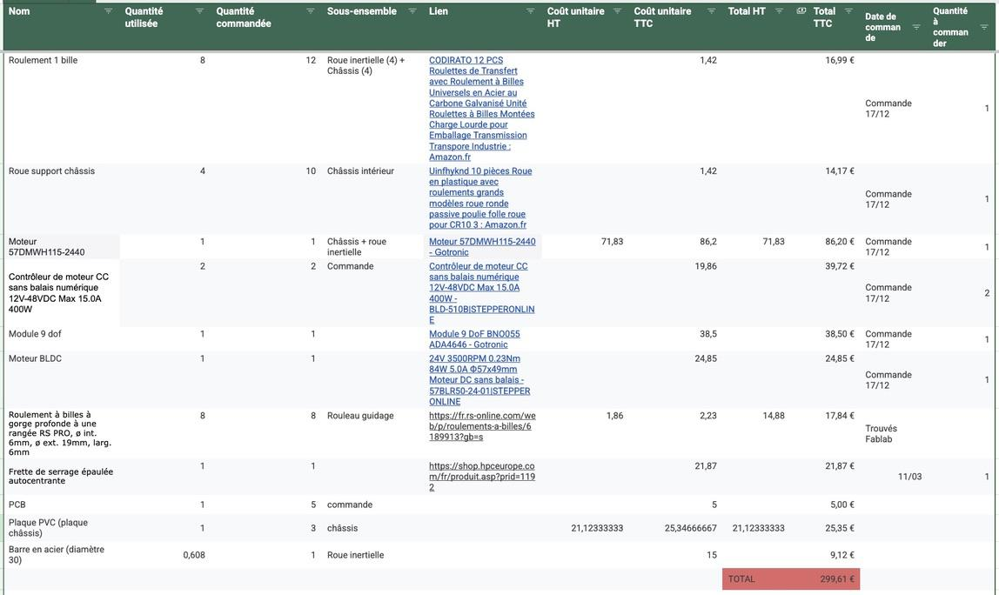 Nom Quantité utilisée Quantité commandée Sous-ensemble Lien Coût unitaire HT Coût unitaire TTC Total HT Total TTC Date de comman de Quantité à comman der
Roulement 1 bille 8 12 Roue inertielle (4) +
Châssis (4)
CODIRATO 12 PCS
Roulettes de Transfert
avec Roulement à Billes
Universels en Acier au
Carbone Galvanisé Unité
Roulettes à Billes Montées
Charge Lourde pour
Emballage Transmission
Transpore Industrie :
Amazon.fr
1,42 16,99 €
Commande
17/12
1
Roue support châssis 4 10 Châssis intérieur
Uinfhyknd 10 pièces Roue
en plastique avec
roulements grands
modèles roue ronde
passive poulie folle roue
pour CR10 3 : Amazon.fr
1,42 14,17 €
Commande
17/12
1
Moteur
57DMWH115-2440
1 1 Châssis + roue
inertielle
Moteur 57DMWH115-2440
- Gotronic
71,83 86,2 71,83 86,20 €
Commande
17/12
1
Contrôleur de moteur CC
sans balais numérique
12V-48VDC Max 15.0A
400W
2 2 Commande
Contrôleur de moteur CC
sans balais numérique
12V-48VDC Max 15.0A
400W -
BLD-510B|STEPPERONLIN
E
19,86 39,72 €
Commande
17/12
2
Module 9 dof 1 1
Module 9 DoF BNO055
ADA4646 - Gotronic
38,5 38,50 €
Commande
17/12
1
Moteur BLDC 1 1
24V 3500RPM 0.23Nm
84W 5.0A Φ57x49mm
Moteur DC sans balais -
57BLR50-24-01|STEPPER
ONLINE
24,85 24,85 €
Commande
17/12
1
Roulement à billes à
gorge profonde à une
rangée RS PRO, ø int.
6mm, ø ext. 19mm, larg.
6mm
8 8 Rouleau guidage
https://fr.rs-online.com/we
b/p/roulements-a-billes/6
189913?gb=s
1,86 2,23 14,88 17,84 €
Trouvés
Fablab
Frette de serrage épaulée
autocentrante
1 1
https://shop.hpceurope.co
m/fr/produit.asp?prid=119
2
21,87 21,87 €
11/03
1
PCB 1 5 commande 5 5,00 €
Plaque PVC (plaque
châssis)
1 3 châssis 21,12333333 25,34666667 21,12333333 25,35 €
Barre en acier (diamètre
30)
0,608 1 Roue inertielle 15 9,12 €
TOTAL 299,61 €